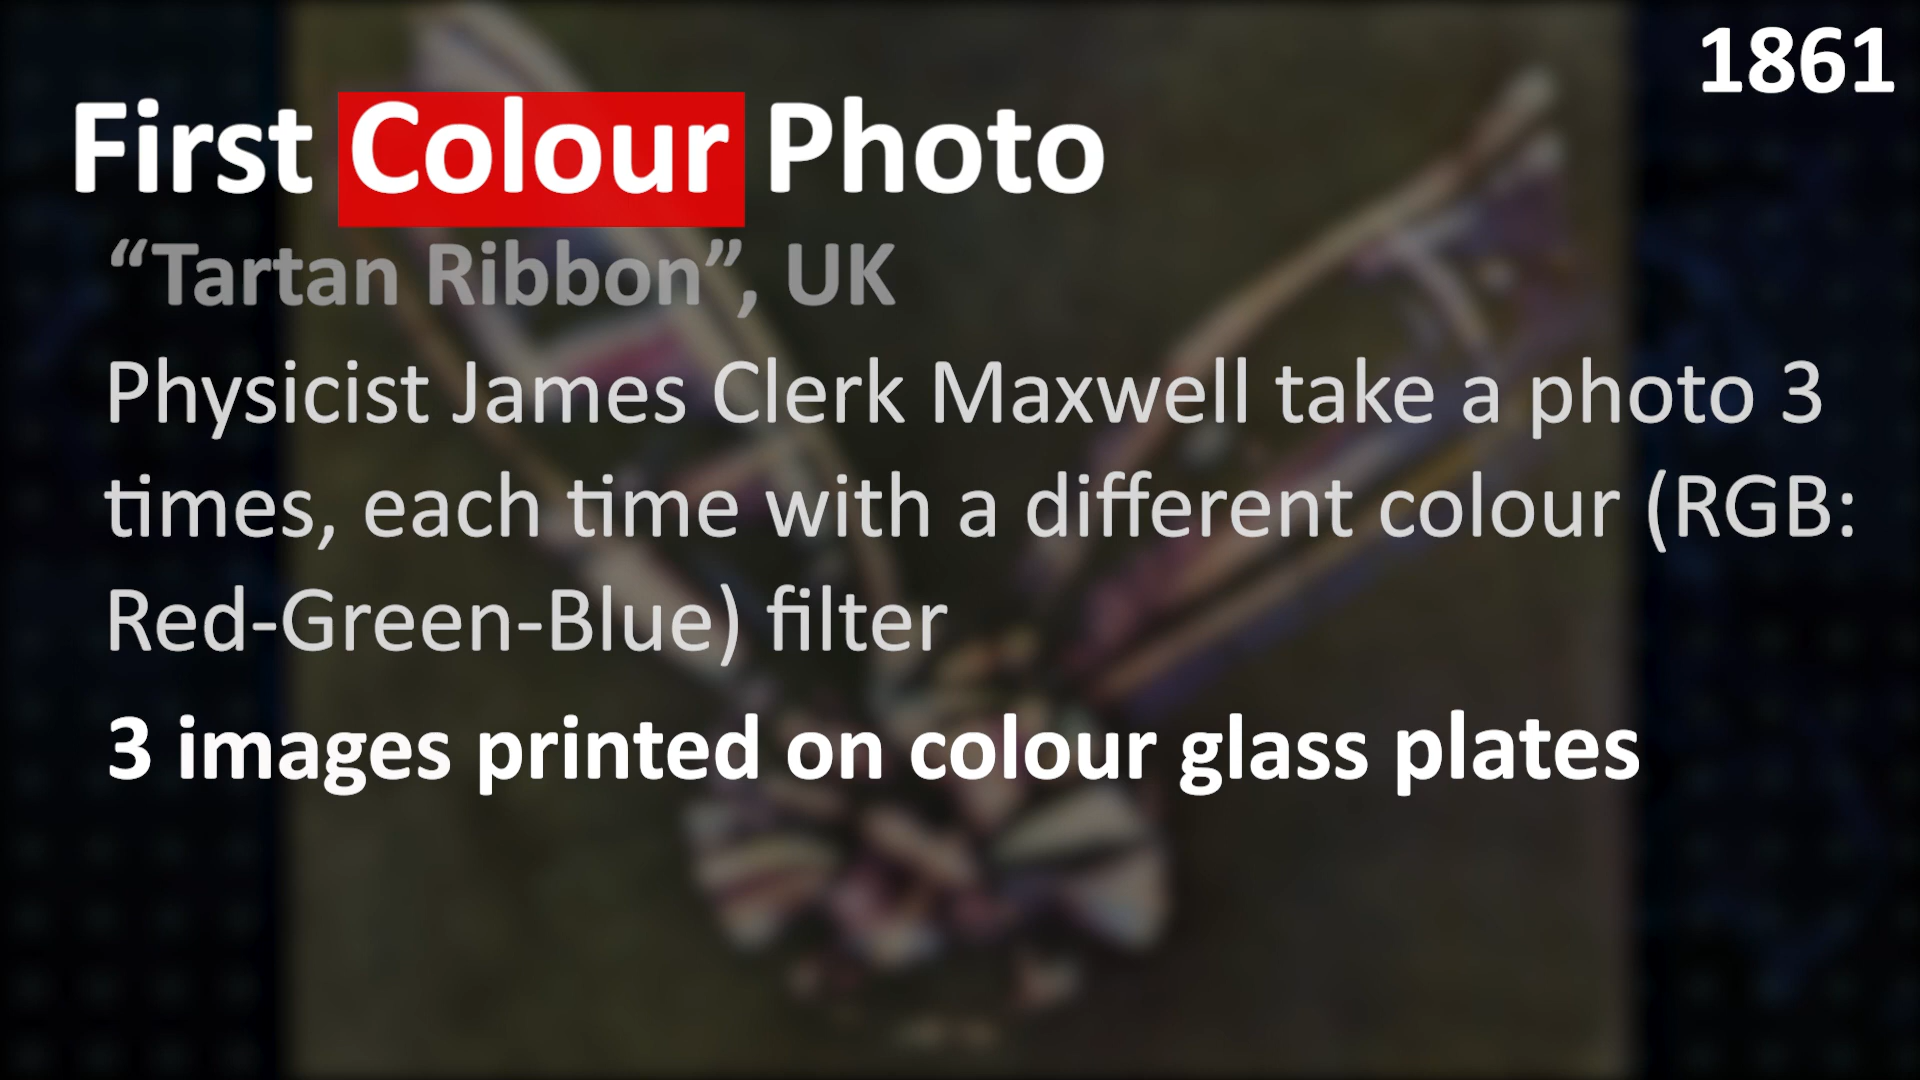 1861
First Colour Photo
“Tartan Ribbon”, UK
Physicist James Clerk Maxwell take a photo 3
times, each time with a different colour (RGB:
Red-Green-Blue) filter
3 images printed on colour glass plates